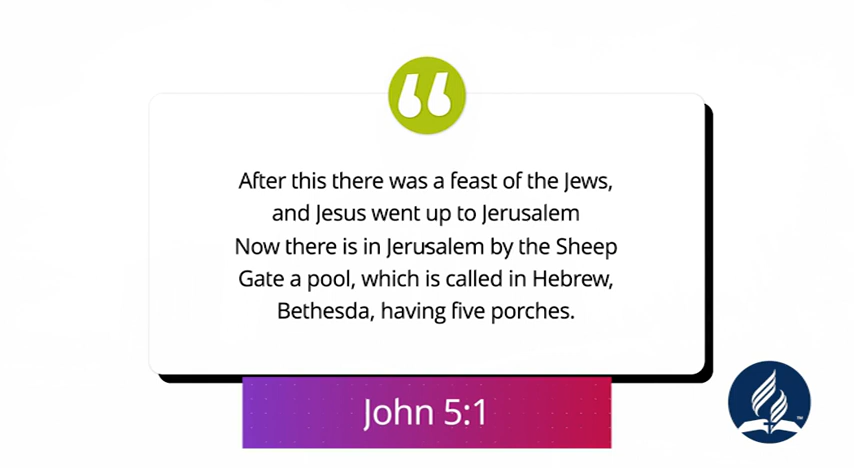 After this there was a feast of the Jews,
and Jesus went up to Jerusalem
Now there is in Jerusalem by the Sheep
Gate a pool, which is called in Hebrew,
Bethesda, having five porches.
John 5:1
™